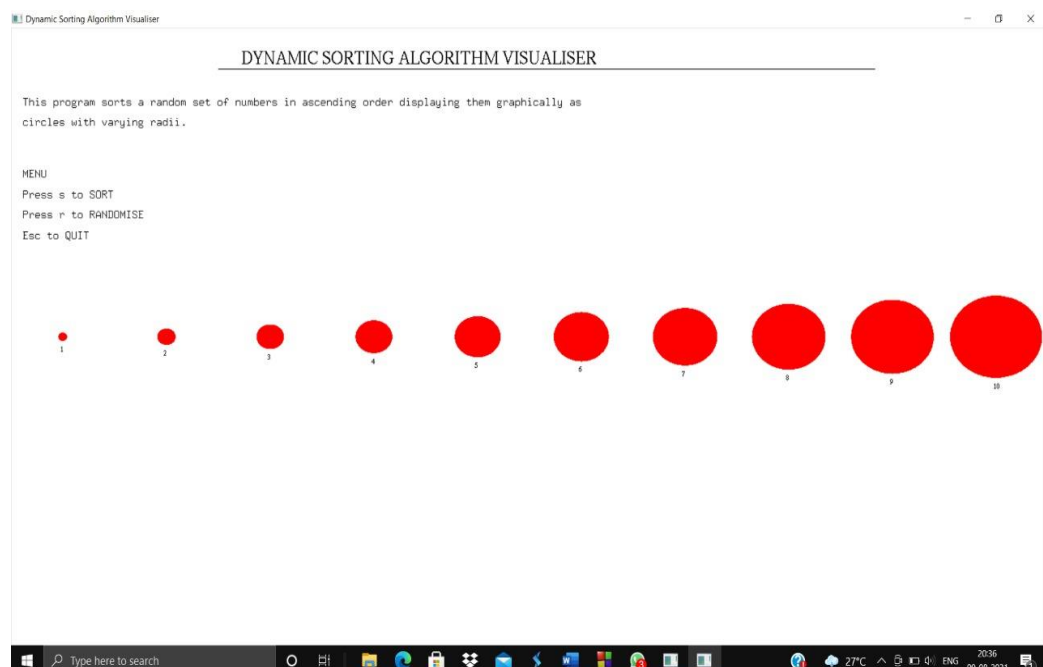 Dynamic Sorting Algorithm Visualiser
DYNAMIC SORTING ALGORITHM VISUALISER
This program sorts a random set of numbers in ascending order displaying them graphically as
circles with varying radii.
MENU
Press s to SORT
Press r to RANDOMISE
Esc to QUIT
1 2 3 4 5 6 7 8 9 10
Type here to search
3
27°C
ENG
20:36